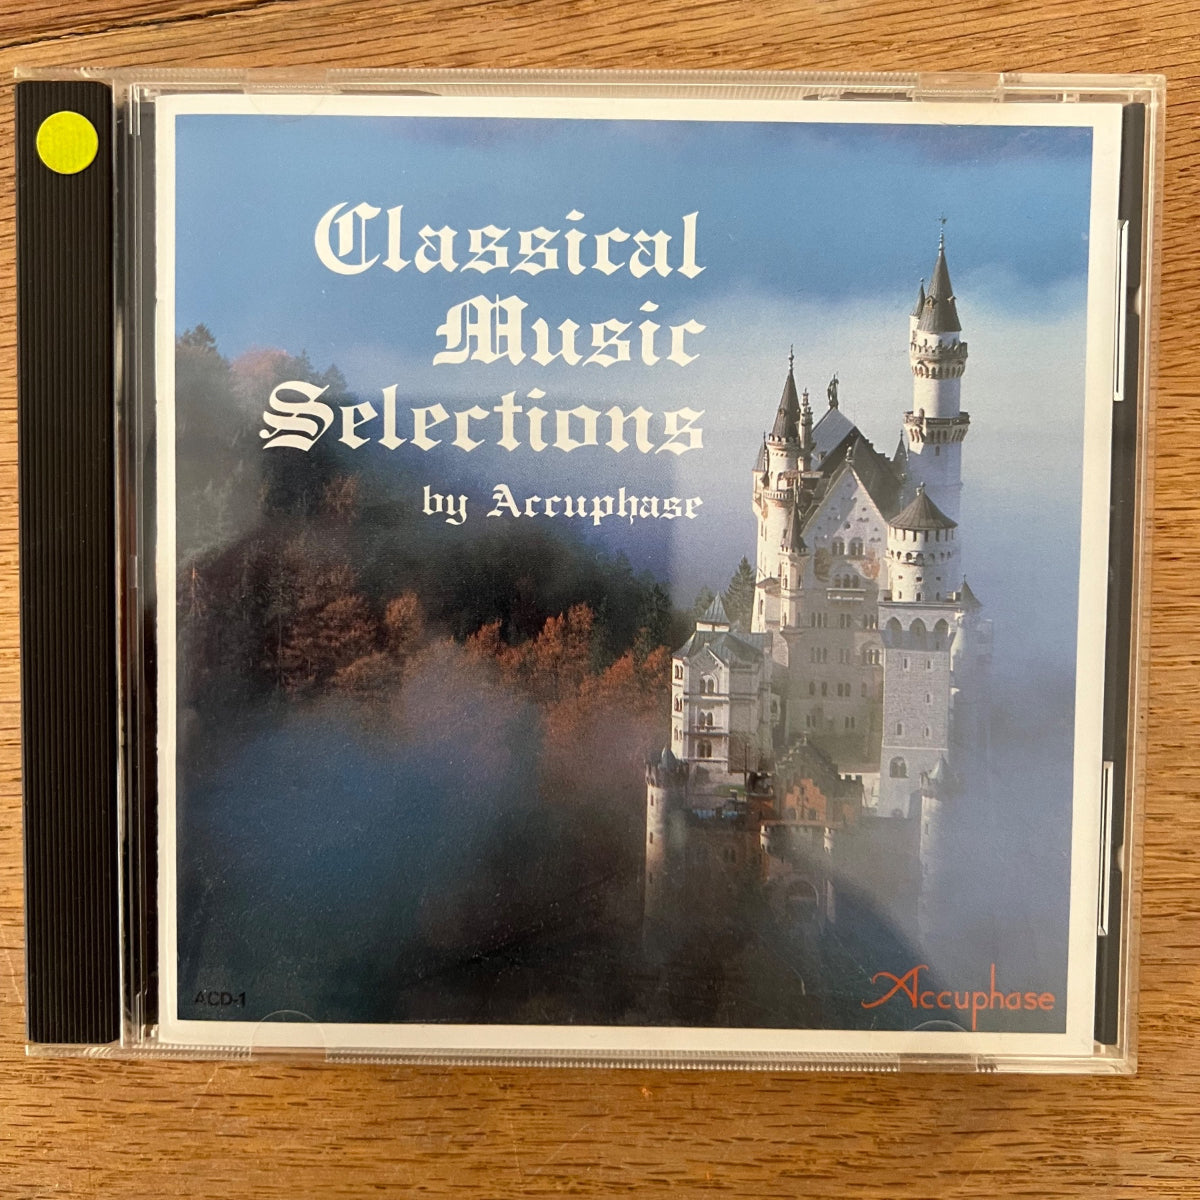 Classical
Music
Selections
by Accuphase
ACD-1
Accuphase